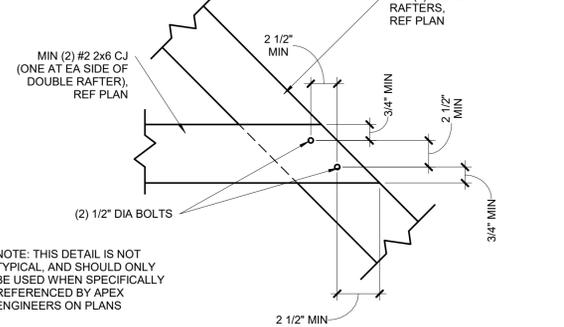 RAFTERS,
REF PLAN
2 1/2"
MIN
MIN (2) #2 2x6 CJ
(ONE AT EA SIDE OF
DOUBLE RAFTER),
REF PLAN
3/4" MIN
2 1/2"
MIN
3/4" MIN
(2) 1/2" DIA BOLTS
NOTE: THIS DETAIL IS NOT
TYPICAL, AND SHOULD ONLY
BE USED WHEN SPECIFICALLY
REFERENCED BY APEX
ENGINEERS ON PLANS
2 1/2" MIN